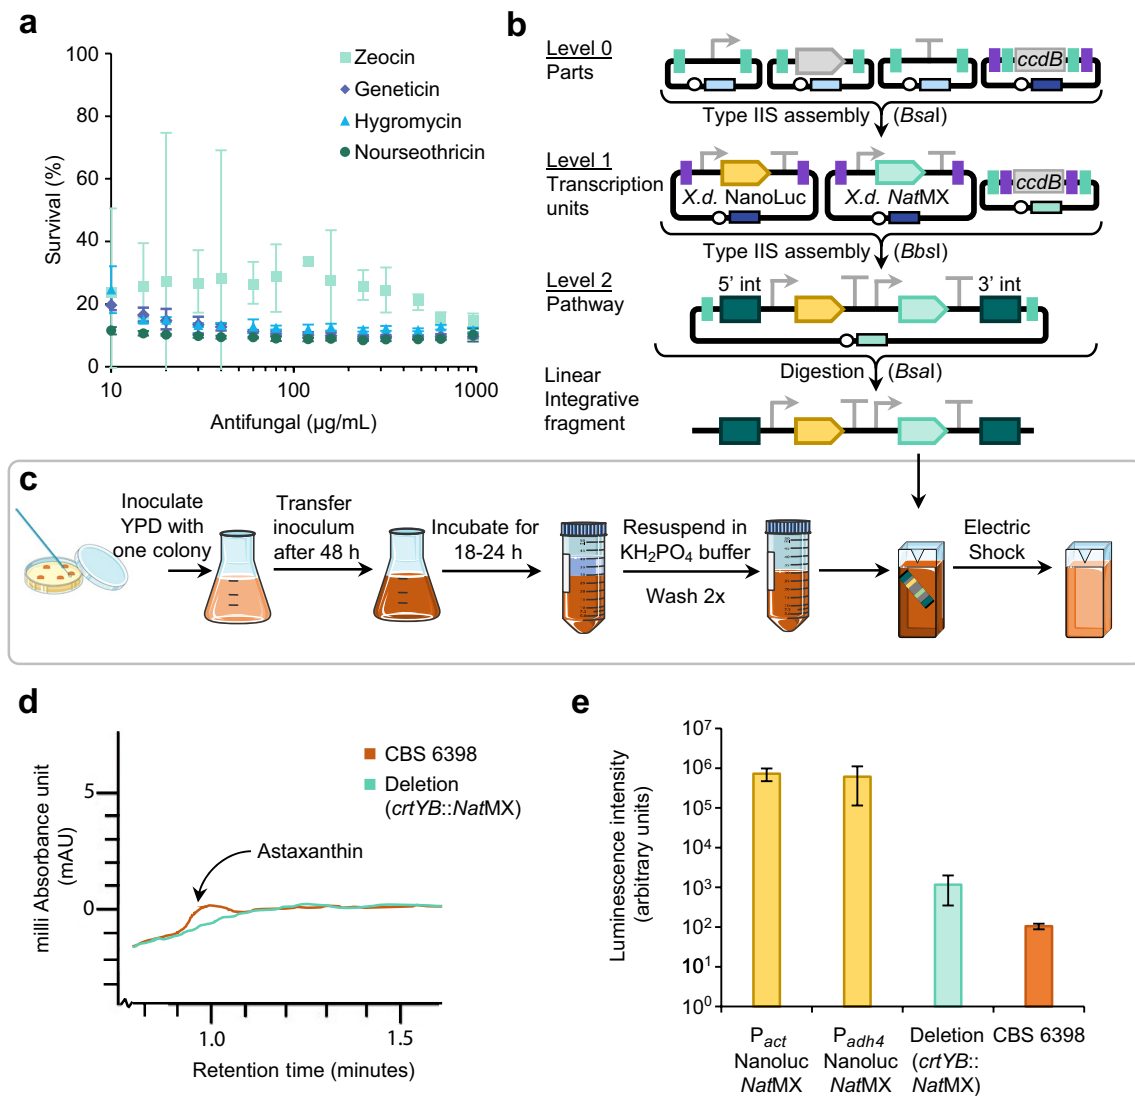 a
100
80
60
40
20
0
Survival (%)
Zeocin
Geneticin
Hygromycin
Nourseothricin
10
100
1000
Antifungal (µg/mL)
b
Level 0
Parts
ccdB
Type IIS assembly (BsaI)
Level 1
Transcription
units
X.d. NanoLuc
X.d. NatMX
ccdB
Type IIS assembly (BbsI)
Level 2
Pathway
5' int
3' int
Digestion (BsaI)
Linear
Integrative
fragment
c
Inoculate
YPD with
one colony
Transfer
inoculum
after 48 h
Incubate for
18-24 h
Resuspend in
KH₂PO₄ buffer
Wash 2x
Electric
Shock
d
CBS 6398
Deletion
(crtYB::NatMX)
Astaxanthin
5
0
milli Absorbance unit
(mAU)
1.0
1.5
Retention time (minutes)
e
10⁷
10⁶
10⁵
10⁴
10³
10²
10¹
10⁰
Luminescence intensity
(arbitrary units)
Pact
Nanoluc
NatMX
Padh4
Nanoluc
NatMX
Deletion
(crtYB::
NatMX)
CBS 6398